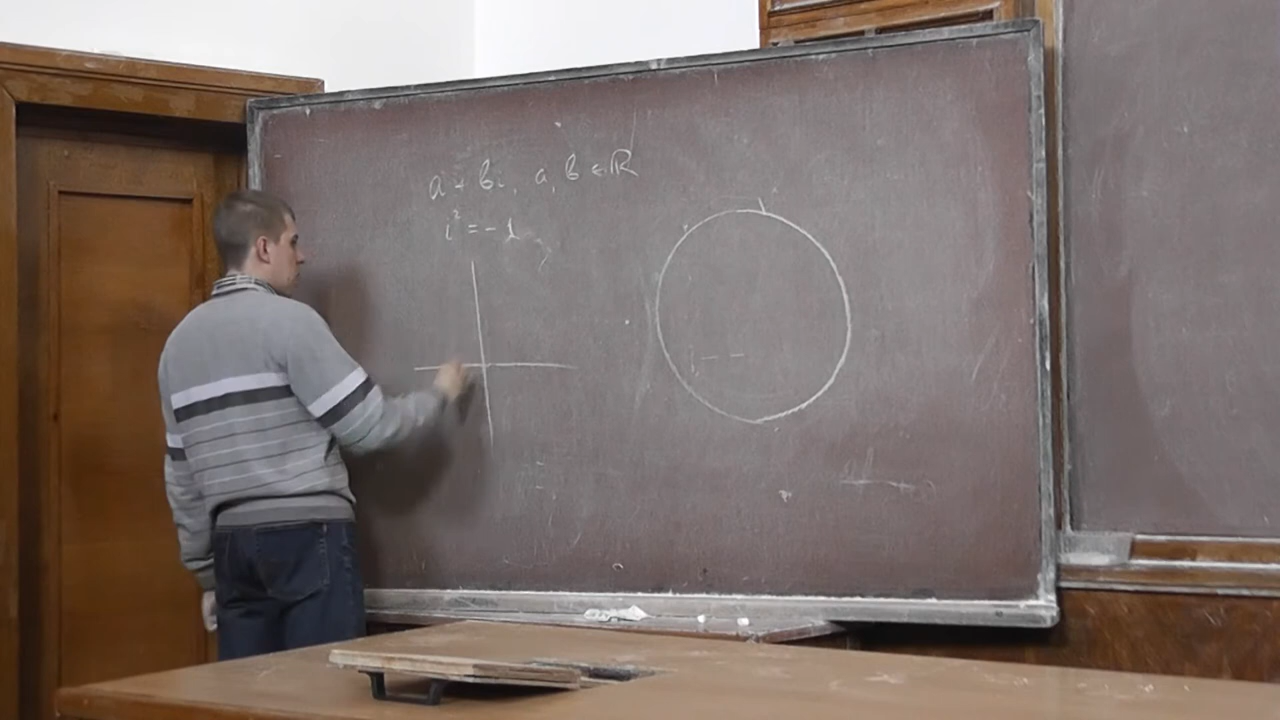 a + bi, a, b ∈ ℝ
i² = -1